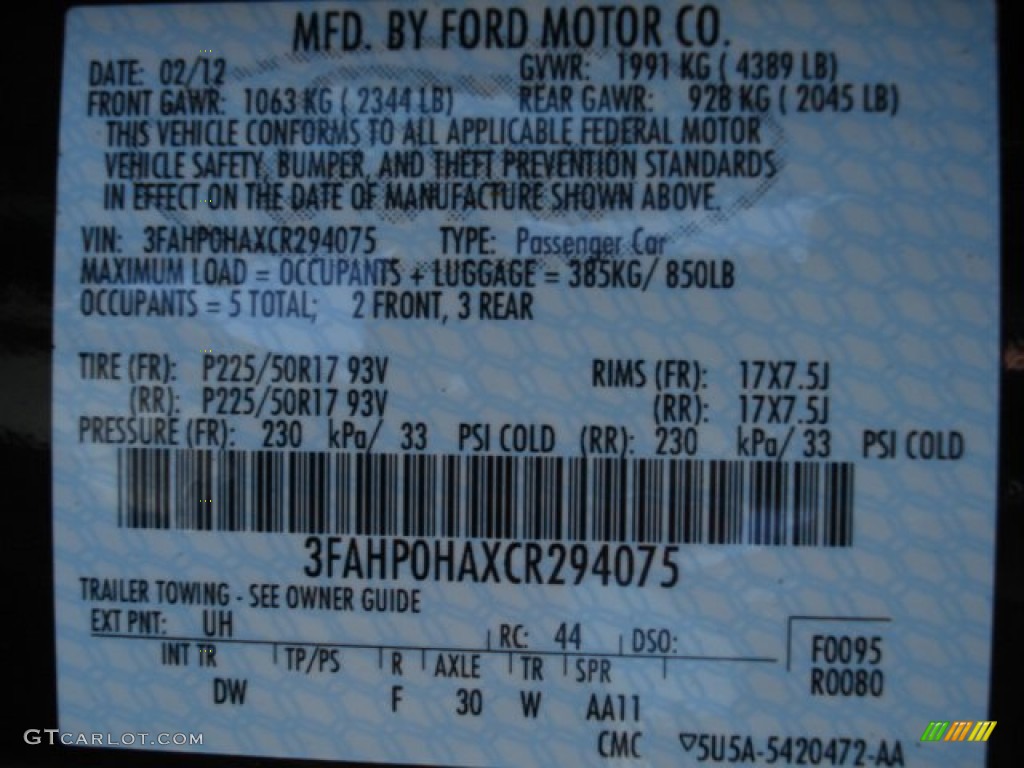 MFD. BY FORD MOTOR CO.
DATE: 02/12 GVWR: 1991 KG ( 4389 LB)
FRONT GAWR: 1063 KG ( 2344 LB) REAR GAWR: 928 KG ( 2045 LB)
THIS VEHICLE CONFORMS TO ALL APPLICABLE FEDERAL MOTOR
VEHICLE SAFETY, BUMPER, AND THEFT PREVENTION STANDARDS
IN EFFECT ON THE DATE OF MANUFACTURE SHOWN ABOVE.
VIN: 3FAHP0HAXCR294075 TYPE: Passenger Car
MAXIMUM LOAD = OCCUPANTS + LUGGAGE = 385KG/ 850LB
OCCUPANTS = 5 TOTAL; 2 FRONT, 3 REAR
TIRE (FR): P225/50R17 93V RIMS (FR): 17X7.5J
(RR): P225/50R17 93V (RR): 17X7.5J
PRESSURE (FR): 230 kPa/ 33 PSI COLD (RR): 230 kPa/ 33 PSI COLD
3FAHP0HAXCR294075
TRAILER TOWING - SEE OWNER GUIDE
EXT PNT: UH RC: 44 DSO: F0095
INT TR TP/PS R AXLE TR SPR R0080
DW F 30 W AA11
CMC ▽5U5A-5420472-AA
GTCARLOT.COM